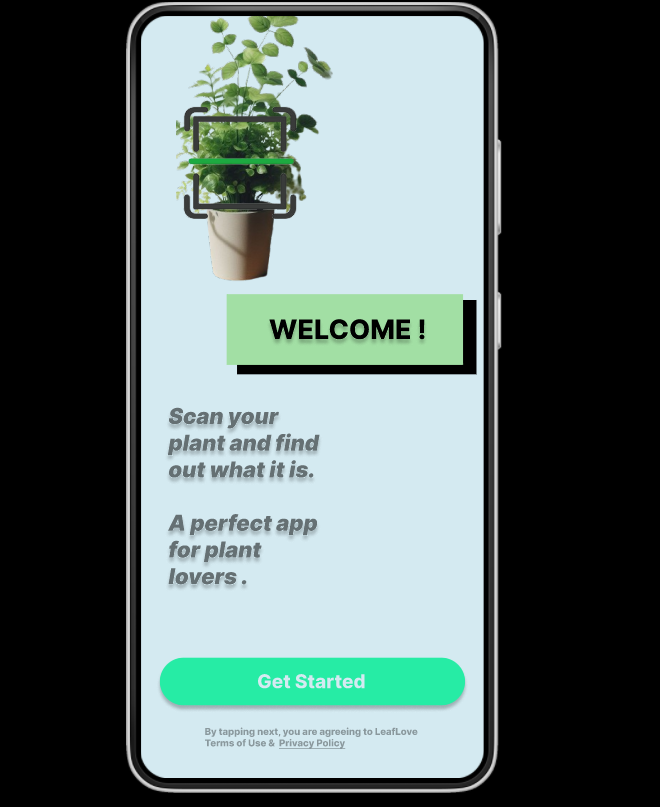 WELCOME !
Scan your
plant and find
out what it is.
A perfect app
for plant
lovers .
Get Started
By tapping next, you are agreeing to LeafLove
Terms of Use & Privacy Policy